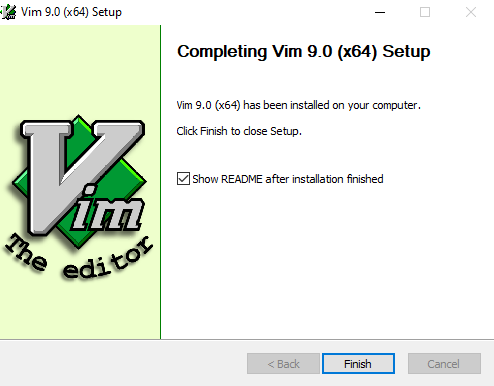 Vim 9.0 (x64) Setup
Completing Vim 9.0 (x64) Setup
Vim 9.0 (x64) has been installed on your computer.
Click Finish to close Setup.
Show README after installation finished
Vim
The editor
< Back
Finish
Cancel